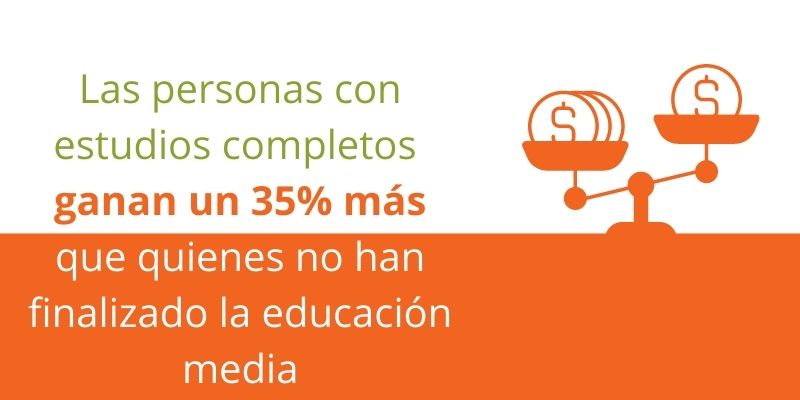 Las personas con
estudios completos
ganan un 35% más
que quienes no han
finalizado la educación
media
$
$